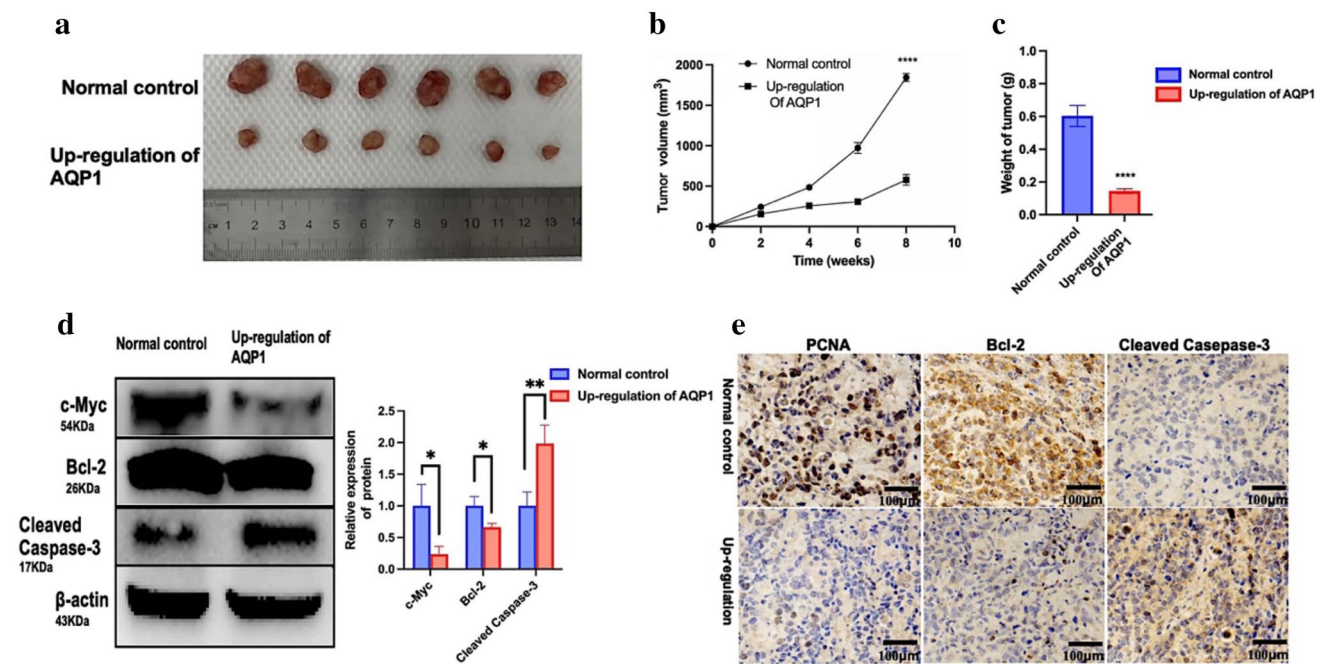 a
Normal control
Up-regulation of
AQP1
CM 1 2 3 4 5 6 7 8 9 10 11 12 13 14
b
Tumor volume (mm³)
2000
1500
1000
500
0
0 2 4 6 8 10
Time (weeks)
Normal control
Up-regulation
Of AQP1
****
c
Weight of tumor (g)
1.0
0.8
0.6
0.4
0.2
0.0
****
Normal control
Up-regulation
Of AQP1
Normal control
Up-regulation of AQP1
d
Normal control
Up-regulation of
AQP1
c-Myc
54KDa
Bcl-2
26KDa
Cleaved
Caspase-3
17KDa
β-actin
43KDa
Normal control
Up-regulation of AQP1
Relative expression
of protein
2.5
2.0
1.5
1.0
0.5
0.0
*
*
**
c-Myc
Bcl-2
Cleaved Caspase-3
e
PCNA
Bcl-2
Cleaved Casepase-3
Normal control
100μm
100μm
100μm
Up-regulation
100μm
100μm
100μm